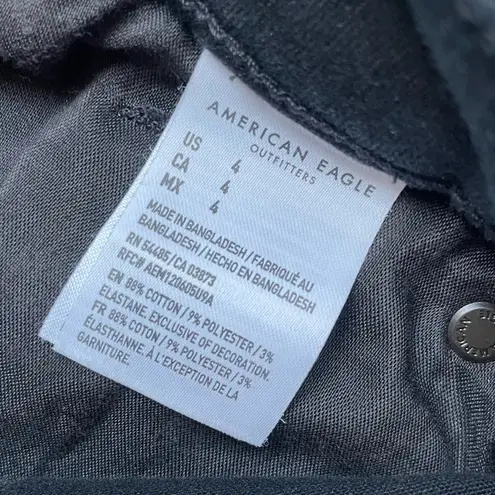 AMERICAN EAGLE
OUTFITTERS
US 4
CA 4
MX 4
MADE IN BANGLADESH / FABRIQUÉ AU
BANGLADESH / HECHO EN BANGLADESH
RN 54485 / CA 03873
RFC# AEM120605U9A
EN 88% COTTON / 9% POLYESTER / 3%
ELASTANE. EXCLUSIVE OF DECORATION.
FR 88% COTTON / 9% POLYESTER / 3%
ÉLASTHANNE. À L'EXCEPTION DE LA
GARNITURE.